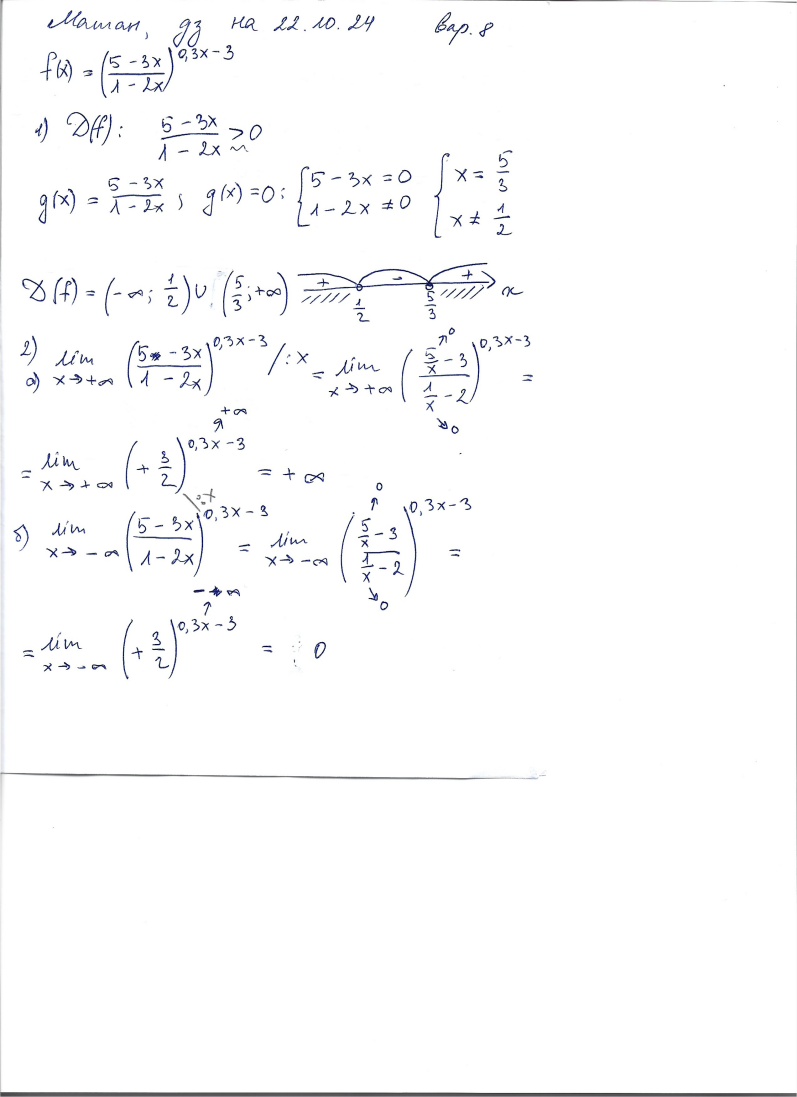 Матан, дз на 22.10.24 Вар. 8
f(x) = ((5 - 3x)/(1 - 2x))^(0,3x - 3)
1) D(f): (5 - 3x)/(1 - 2x) > 0
g(x) = (5 - 3x)/(1 - 2x); g(x) = 0: { 5 - 3x = 0, 1 - 2x ≠ 0 { x = 5/3, x ≠ 1/2
D(f) = (-∞; 1/2) ∪ (5/3; +∞) + - + 1/2 5/3 x
2) а) lim x→+∞ ((5 - 3x)/(1 - 2x))^(0,3x - 3) /:x = lim x→+∞ ((5/x - 3)/(1/x - 2))^(0,3x - 3) = →0 →0
= lim x→+∞ (+ 3/2)^(0,3x - 3) = +∞ →+∞
б) lim x→-∞ ((5 - 3x)/(1 - 2x))^(0,3x - 3) :x = lim x→-∞ ((5/x - 3)/(1/x - 2))^(0,3x - 3) = →0 →0
= lim x→-∞ (+ 3/2)^(0,3x - 3) = 0 →-∞